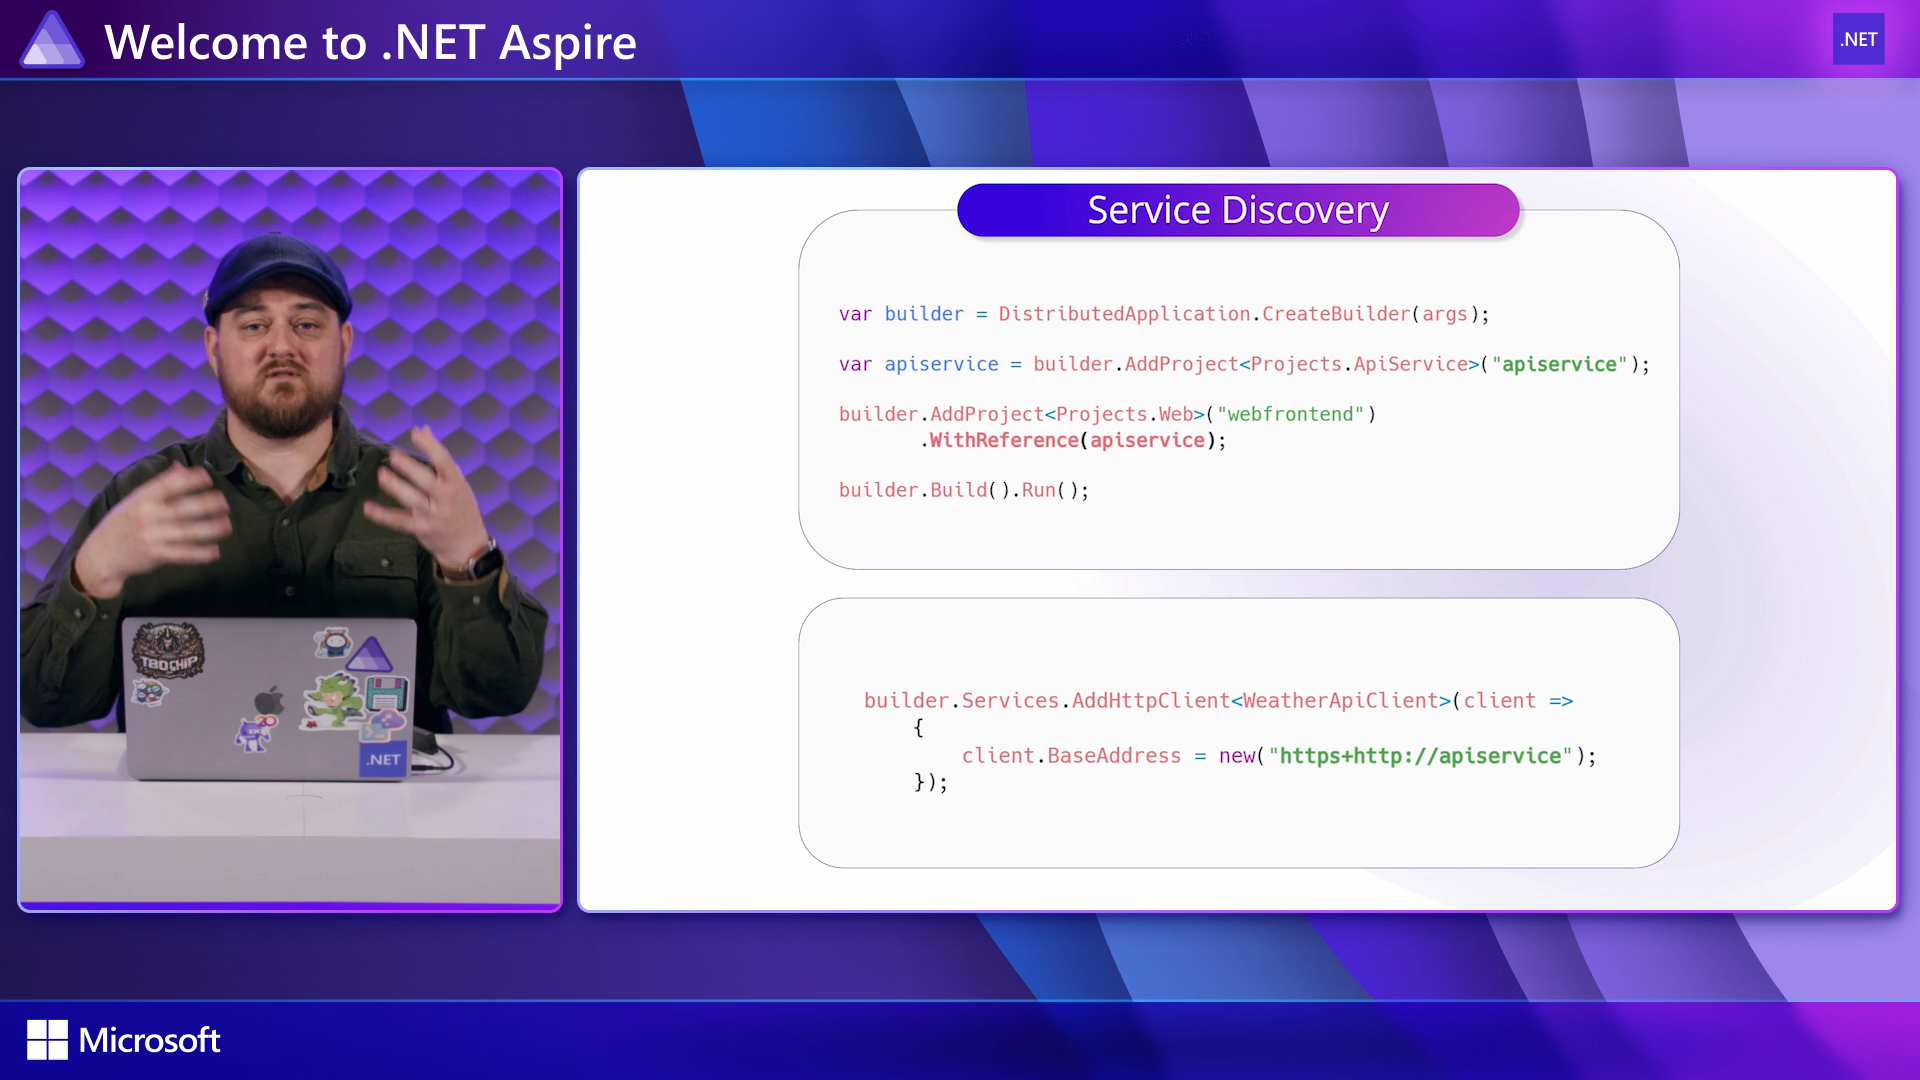 Welcome to .NET Aspire
.NET
Service Discovery
var builder = DistributedApplication.CreateBuilder(args);
var apiservice = builder.AddProject<Projects.ApiService>("apiservice");
builder.AddProject<Projects.Web>("webfrontend")
.WithReference(apiservice);
builder.Build().Run();
builder.Services.AddHttpClient<WeatherApiClient>(client =>
{
client.BaseAddress = new("https+http://apiservice");
});
TBOCHIP
20
.NET
Microsoft